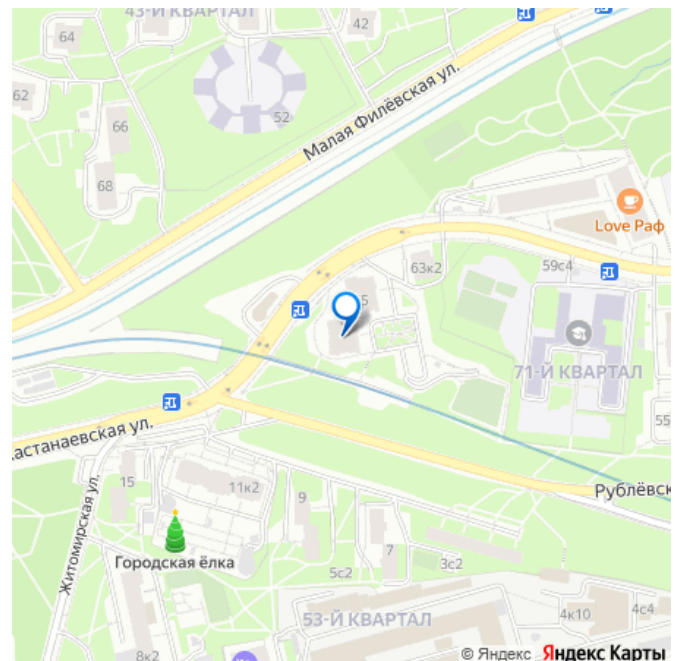 43-Й КВАРТАЛ
64
42
62
52
66
Малая Филёвская ул.
68
Love Раф
63к2
59с4
5
71-Й КВАРТАЛ
55
астанаевская ул.
15
11к2
9
Рублёвск
Житомирская ул.
Городская ёлка
7
5с2
3с2
53-Й КВАРТАЛ
4к10
4с4
8к2
© Яндекс Яндекс Карты